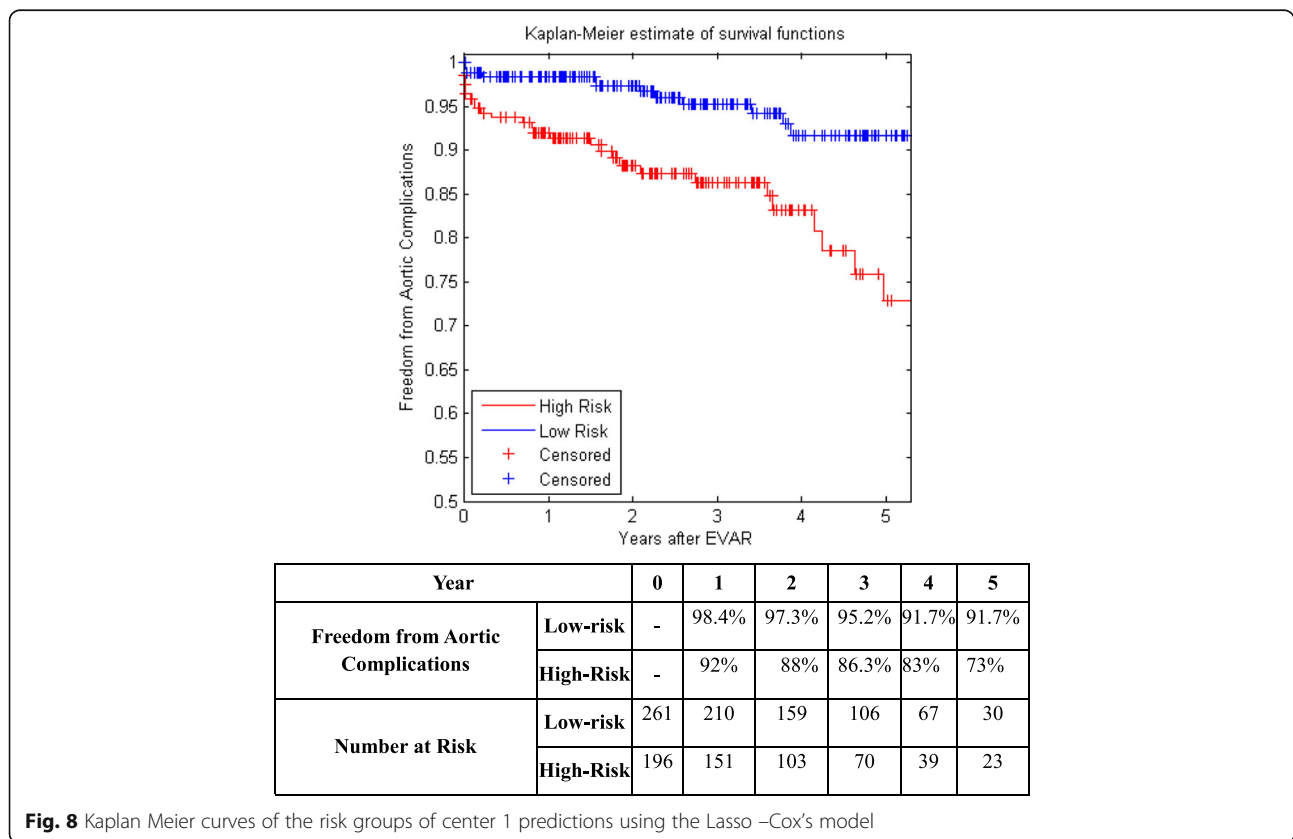 Kaplan-Meier estimate of survival functions
1
0.95
0.9
0.85
0.8
0.75
0.7
0.65
0.6
0.55
0.5
Freedom from Aortic Complications
High Risk
Low Risk
Censored
Censored
0 1 2 3 4 5
Years after EVAR
Year 0 1 2 3 4 5
Freedom from Aortic
Complications
Low-risk - 98.4% 97.3% 95.2% 91.7% 91.7%
High-Risk - 92% 88% 86.3% 83% 73%
Number at Risk
Low-risk 261 210 159 106 67 30
High-Risk 196 151 103 70 39 23
Fig. 8 Kaplan Meier curves of the risk groups of center 1 predictions using the Lasso –Cox's model